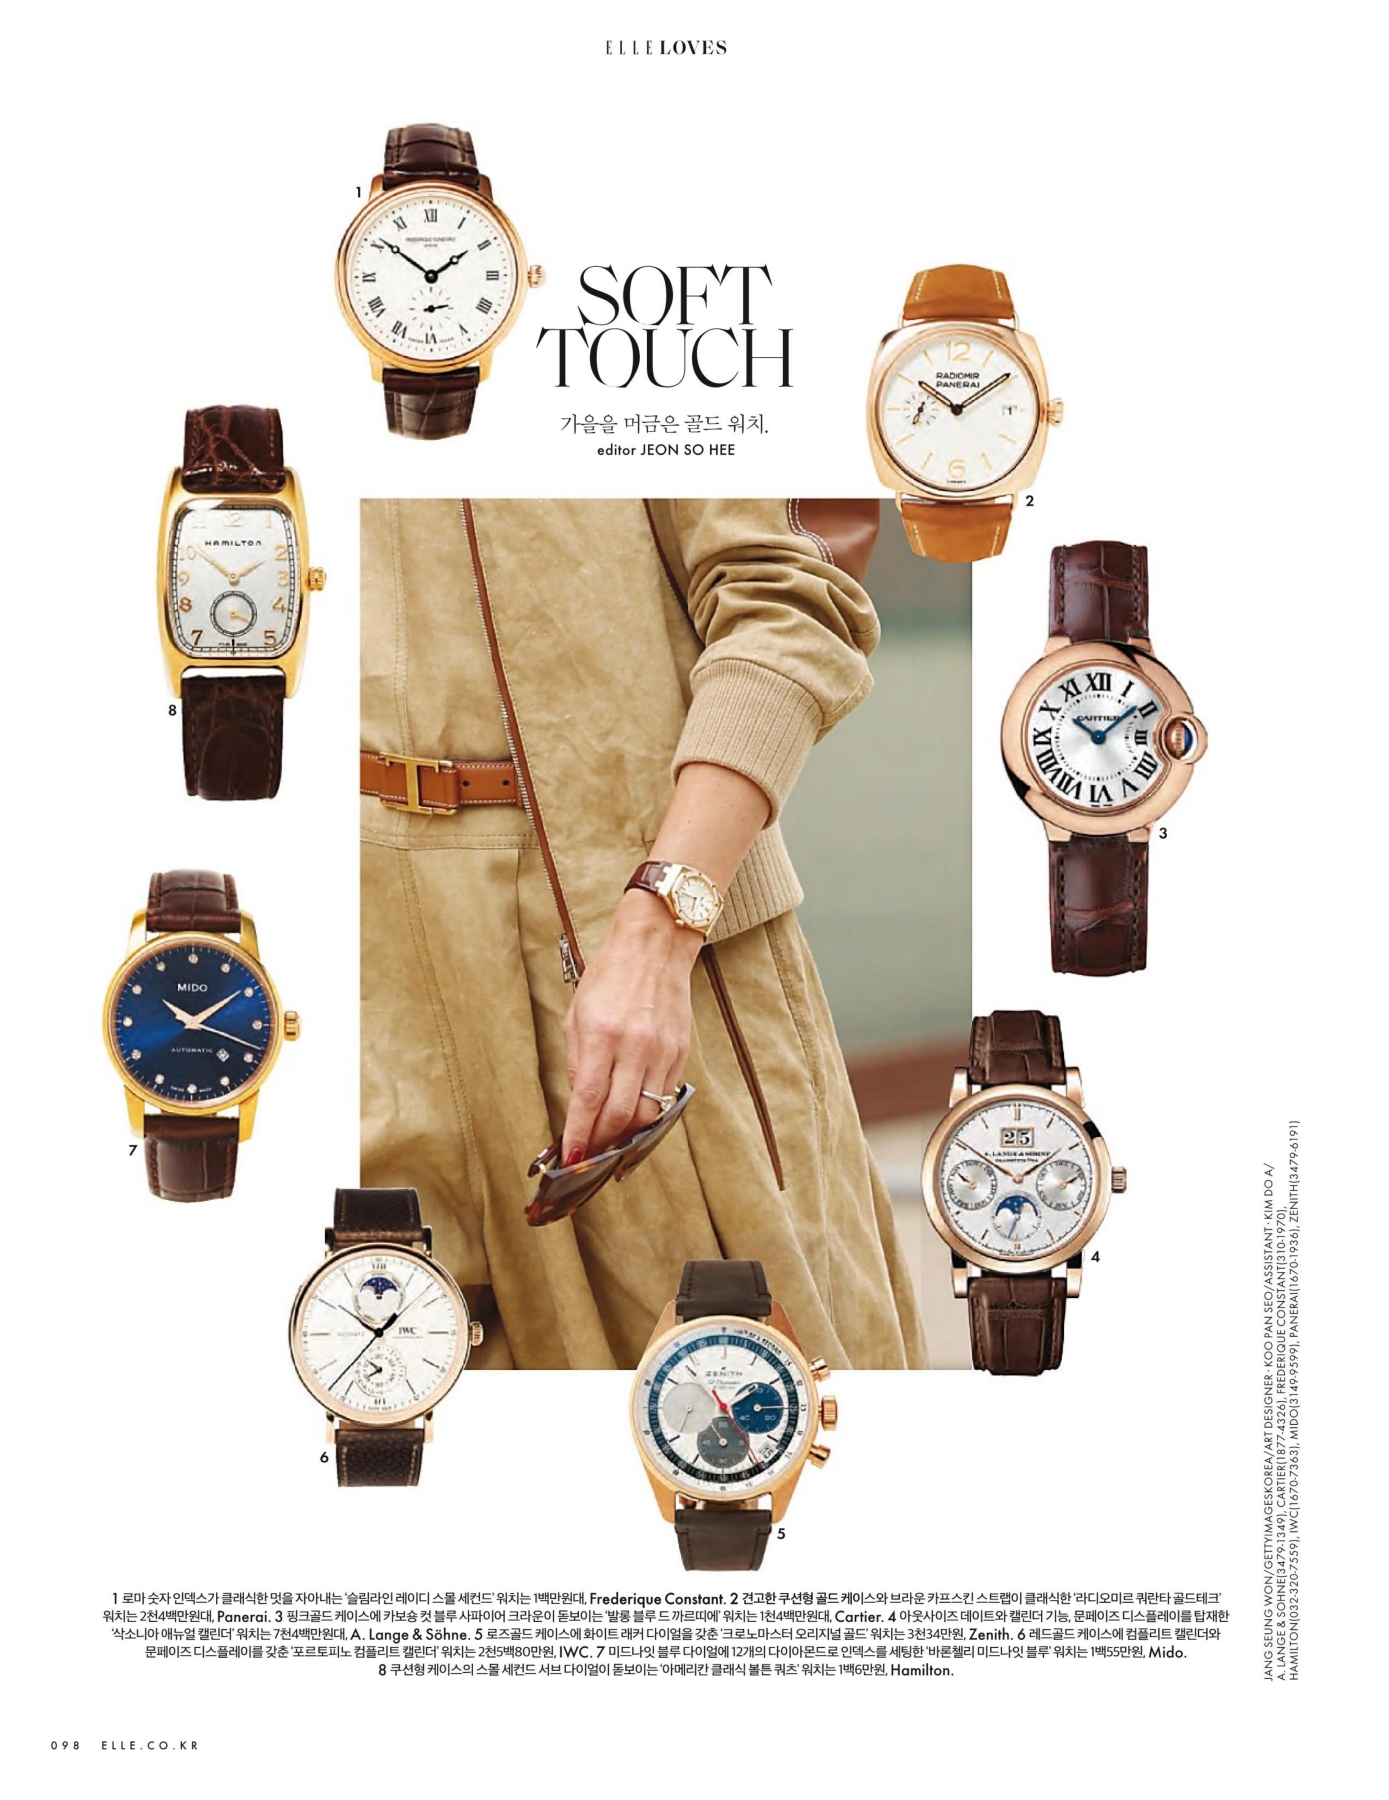 ELLE LOVES
SOFT
TOUCH
가을을 머금은 골드 워치.
editor JEON SO HEE
1
2
3
4
5
6
7
8
FREDERIQUE CONSTANT
RADIOMIR
PANERAI
CARTIER
25
A. LANGE & SÖHNE
ZENITH
El Primero
IWC
MIDO
AUTOMATIC
HAMILTON
1 로마 숫자 인덱스가 클래식한 멋을 자아내는 ‘슬림라인 레이디 스몰 세컨드’ 워치는 1백만원대, Frederique Constant. 2 견고한 쿠션형 골드 케이스와 브라운 카프스킨 스트랩이 클래식한 ‘라디오미르 쿼란타 골드테크’
워치는 2천4백만원대, Panerai. 3 핑크골드 케이스에 카보숑 컷 블루 사파이어 크라운이 돋보이는 ‘발롱 블루 드 까르띠에’ 워치는 1천4백만원대, Cartier. 4 아웃사이즈 데이트와 캘린더 기능, 문페이즈 디스플레이를 탑재한
‘삭소니아 애뉴얼 캘린더’ 워치는 7천4백만원대, A. Lange & Söhne. 5 로즈골드 케이스에 화이트 래커 다이얼을 갖춘 ‘크로노마스터 오리지널 골드’ 워치는 3천34만원, Zenith. 6 레드골드 케이스에 컴플리트 캘린더와
문페이즈 디스플레이를 갖춘 ‘포르토피노 컴플리트 캘린더’ 워치는 2천5백80만원, IWC. 7 미드나잇 블루 다이얼에 12개의 다이아몬드로 인덱스를 세팅한 ‘바론첼리 미드나잇 블루’ 워치는 1백55만원, Mido.
8 쿠션형 케이스의 스몰 세컨드 서브 다이얼이 돋보이는 ‘아메리칸 클래식 볼튼 쿼츠’ 워치는 1백6만원, Hamilton.
JANG SEUNG WON/GETTYIMAGESKOREA/ART DESIGNER · KOO PAN SEO/ASSISTANT · KIM DO A/
A. LANGE & SÖHNE(3479-1349), CARTIER(1877-4326), FREDERIQUE CONSTANT(310-1970),
HAMILTON(032-320-7559), IWC(1670-7363), MIDO(3149-9599), PANERAI(1670-1936), ZENITH(3479-6191)
098 ELLE.CO.KR